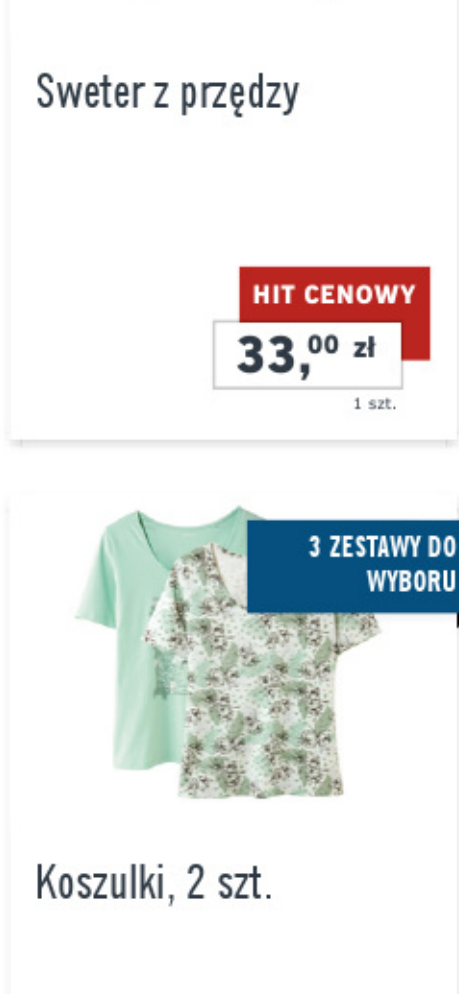 Sweter z przędzy
HIT CENOWY
33,00 zł
1 szt.
3 ZESTAWY DO
WYBORU
Koszulki, 2 szt.